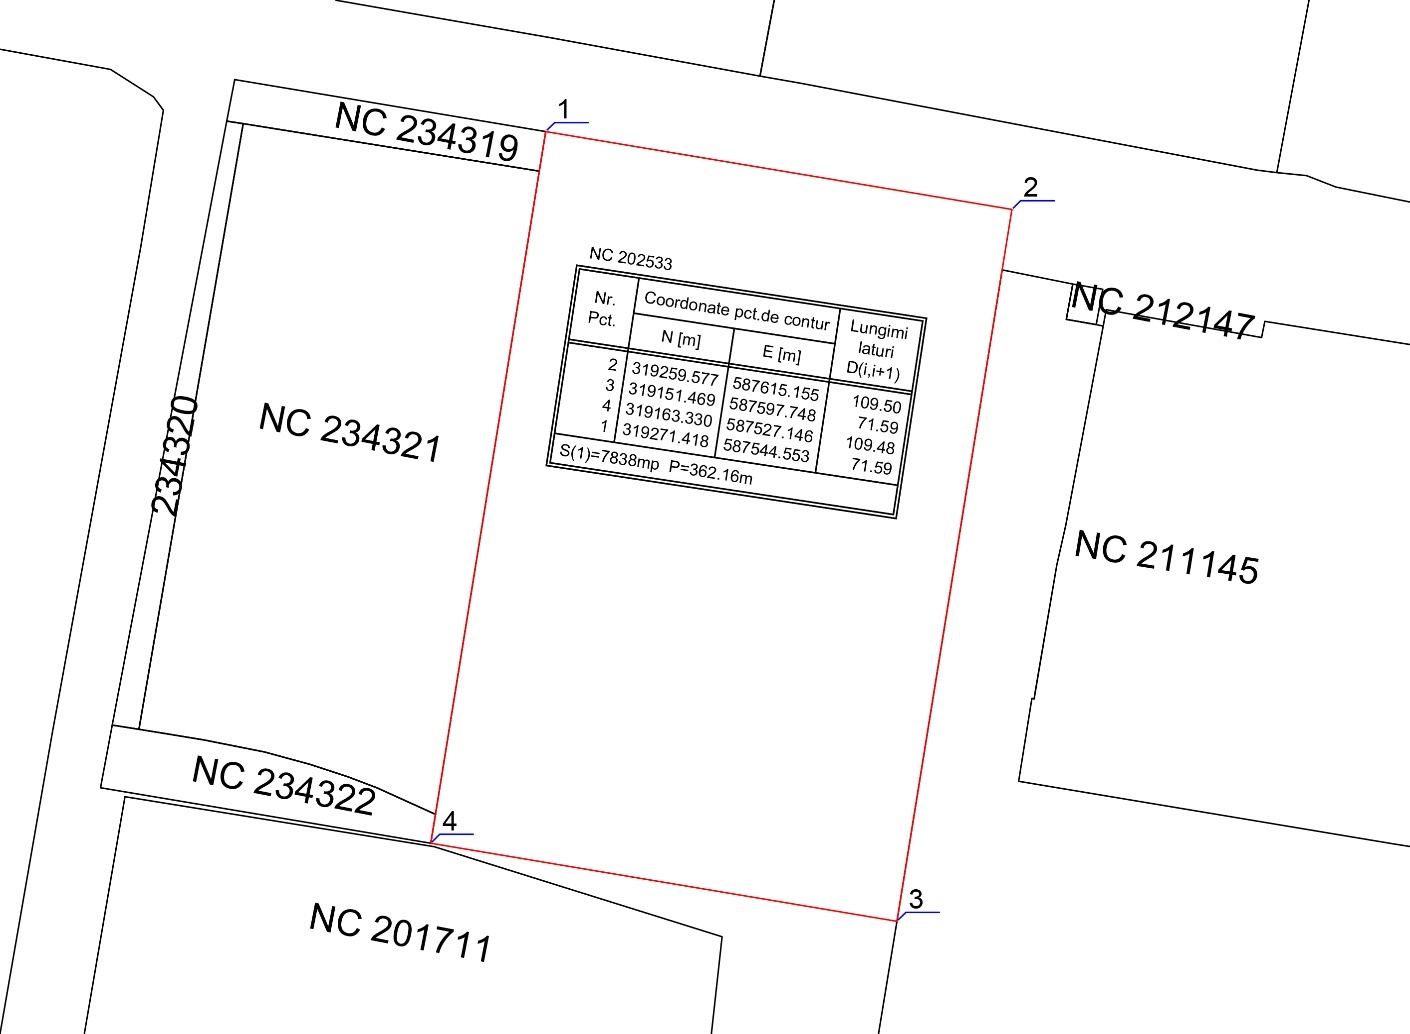 1
NC 234319
2
NC 202533
Nr. Pct.
Coordonate pct.de contur
Lungimi laturi D(i,i+1)
N [m]
E [m]
2 319259.577 587615.155 109.50
3 319151.469 587597.748 71.59
4 319163.330 587527.146 109.48
1 319271.418 587544.553 71.59
S(1)=7838mp P=362.16m
NC 212147
234320
NC 234321
NC 211145
NC 234322
4
3
NC 201711